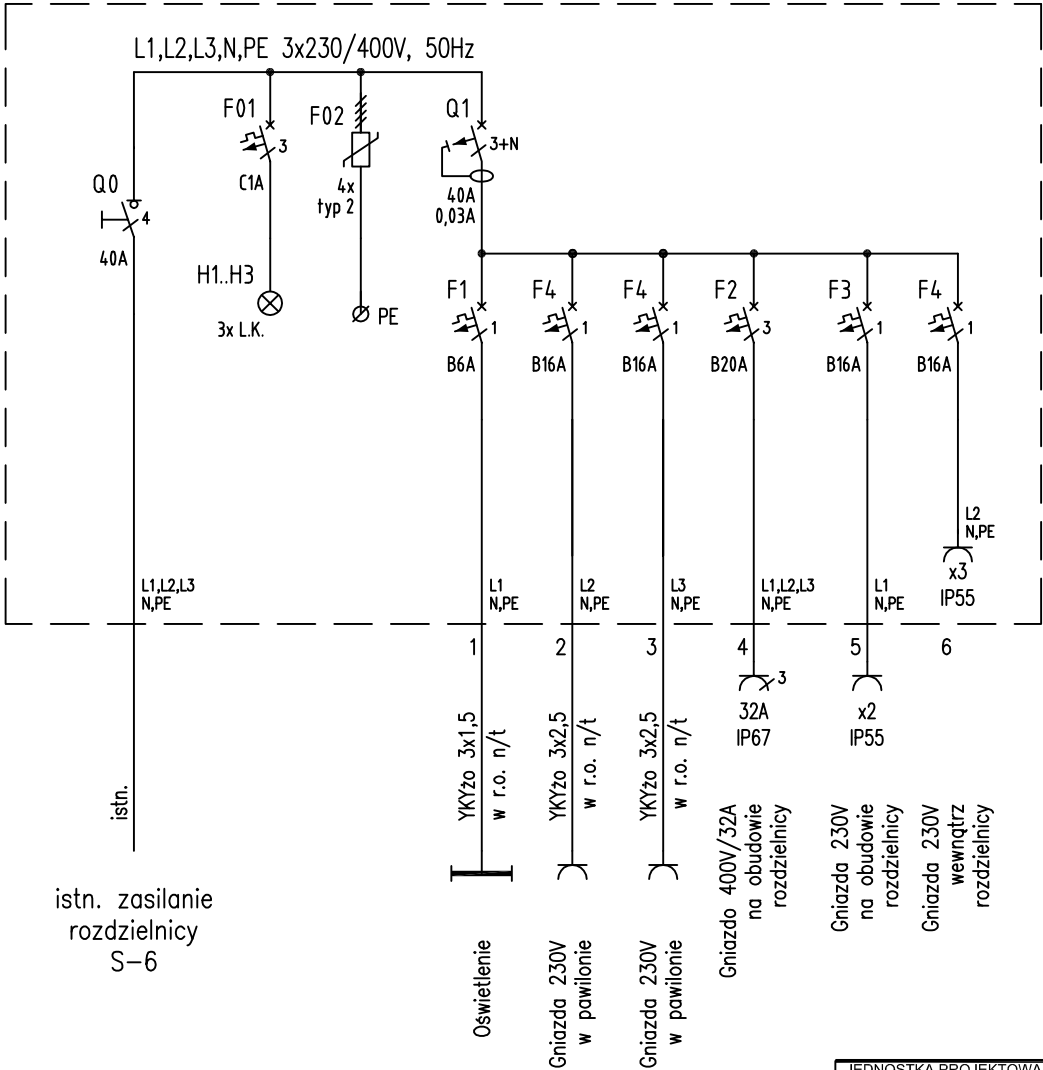 L1,L2,L3,N,PE 3x230/400V, 50Hz
F01
3
C1A
F02
4x
typ 2
Q1
3+N
40A
0,03A
Q0
4
40A
H1..H3
3x L.K.
PE
F1
1
B6A
F4
1
B16A
F4
1
B16A
F2
3
B20A
F3
1
B16A
F4
1
B16A
L2
N,PE
x3
IP55
L1,L2,L3
N,PE
L1
N,PE
L2
N,PE
L3
N,PE
L1,L2,L3
N,PE
L1
N,PE
1
2
3
4
5
6
3
32A
IP67
x2
IP55
YKYżo 3x1,5
w r.o. n/t
YKYżo 3x2,5
w r.o. n/t
YKYżo 3x2,5
w r.o. n/t
istn.
istn. zasilanie
rozdzielnicy
S-6
Oświetlenie
Gniazda 230V
w pawilonie
Gniazda 230V
w pawilonie
Gniazdo 400V/32A
na obudowie
rozdzielnicy
Gniazda 230V
na obudowie
rozdzielnicy
Gniazda 230V
wewnątrz
rozdzielnicy
JEDNOSTKA PROJEKTOWA